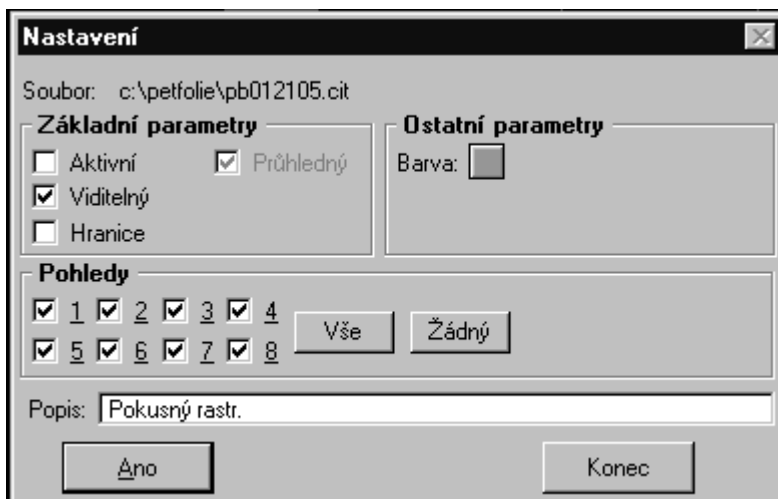 Nastavení
Soubor: c:\petfolie\pb012105.cit
Základní parametry
Aktivní Průhledný
Viditelný
Hranice
Ostatní parametry
Barva:
Pohledy
1 2 3 4
5 6 7 8
Vše Žádný
Popis: Pokusný rastr.
Ano Konec